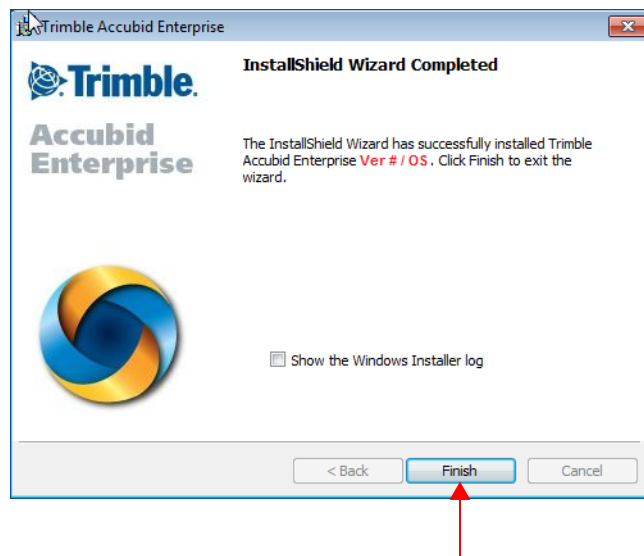 Trimble Accubid Enterprise
Trimble.
InstallShield Wizard Completed
Accubid
Enterprise
The InstallShield Wizard has successfully installed Trimble
Accubid Enterprise Ver # / OS. Click Finish to exit the
wizard.
Show the Windows Installer log
< Back
Finish
Cancel